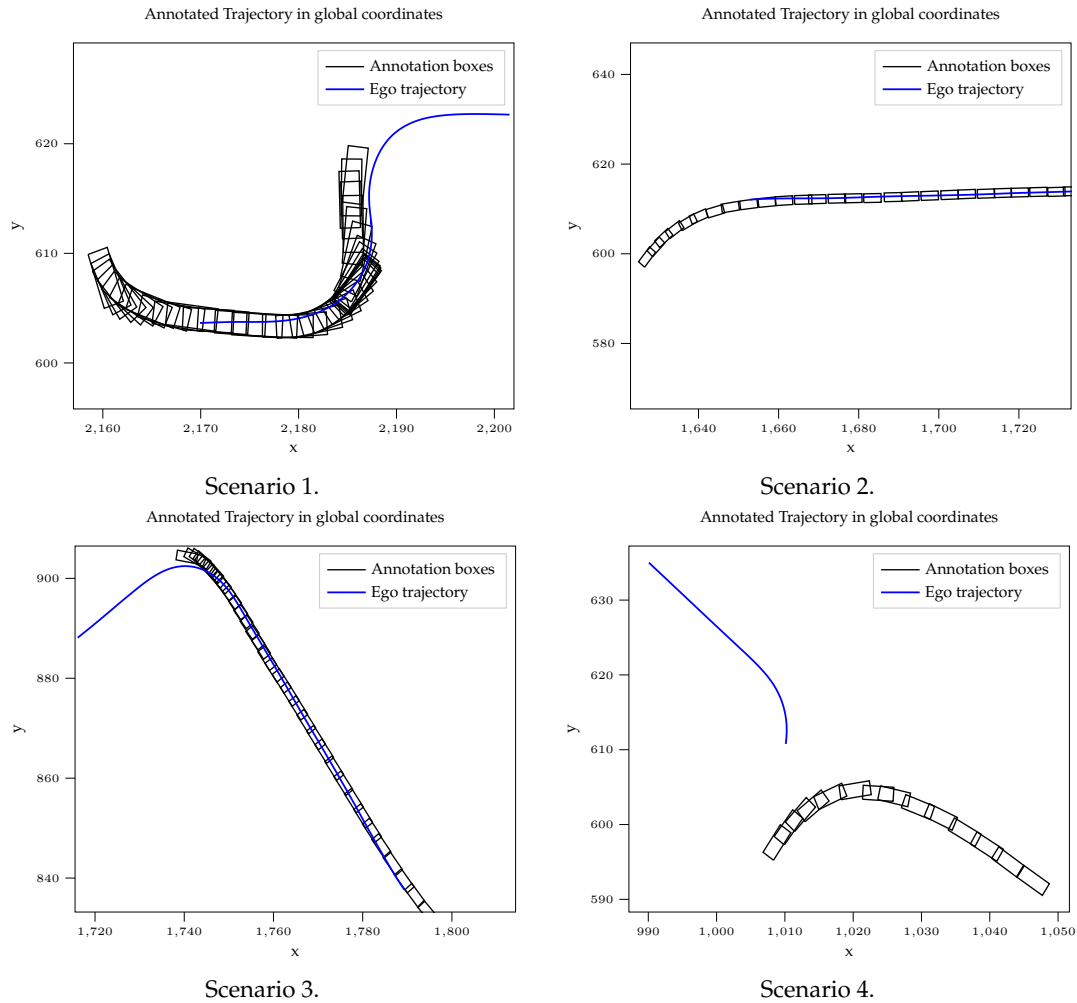 Annotated Trajectory in global coordinates
Annotation boxes
Ego trajectory
620
610
600
y
2,160 2,170 2,180 2,190 2,200
x
Scenario 1.
Annotated Trajectory in global coordinates
Annotation boxes
Ego trajectory
640
620
600
580
y
1,640 1,660 1,680 1,700 1,720
x
Scenario 2.
Annotated Trajectory in global coordinates
Annotation boxes
Ego trajectory
900
880
860
840
y
1,720 1,740 1,760 1,780 1,800
x
Scenario 3.
Annotated Trajectory in global coordinates
Annotation boxes
Ego trajectory
630
620
610
600
590
y
990 1,000 1,010 1,020 1,030 1,040 1,050
x
Scenario 4.